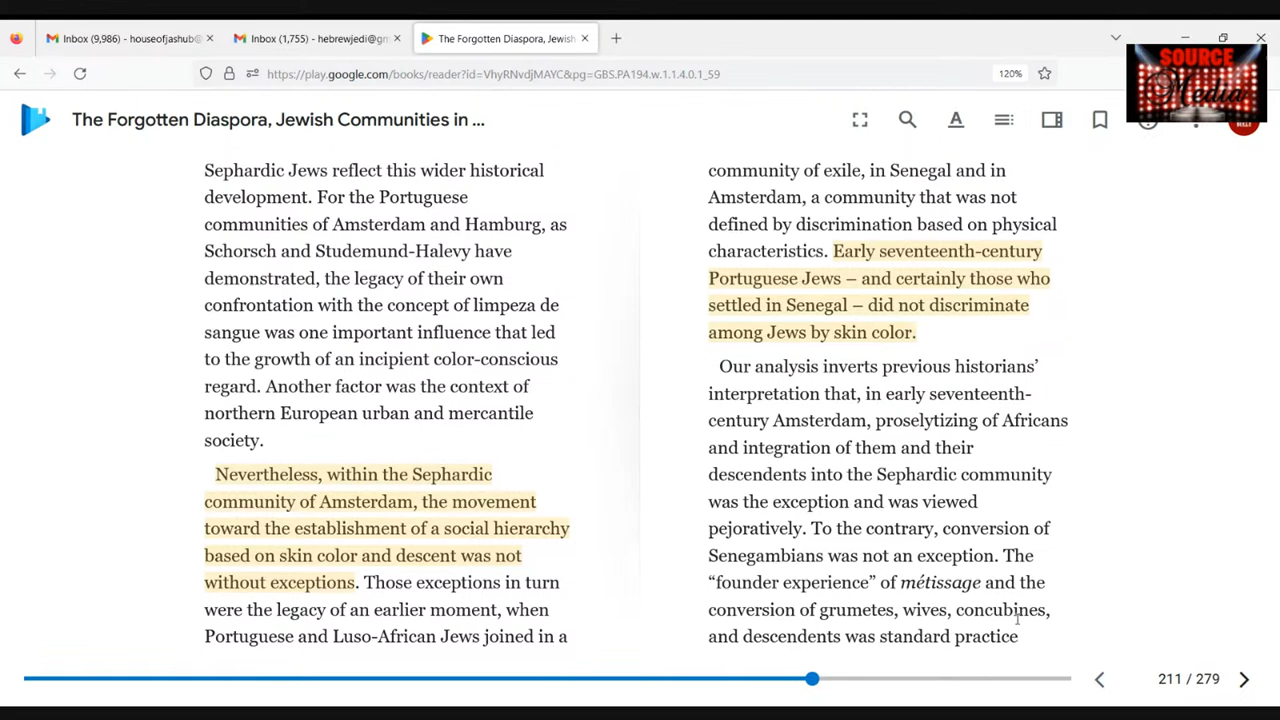 Inbox (9,986) - houseofjashub@
Inbox (1,755) - hebrewjedi@gn
The Forgotten Diaspora, Jewish
https://play.google.com/books/reader?id=VhyRNvdjMAYC&pg=GBS.PA194.w.1.1.4.0.1_59
120%
SOURCE
Media
The Forgotten Diaspora, Jewish Communities in ...
Sephardic Jews reflect this wider historical
development. For the Portuguese
communities of Amsterdam and Hamburg, as
Schorsch and Studemund-Halevy have
demonstrated, the legacy of their own
confrontation with the concept of limpeza de
sangue was one important influence that led
to the growth of an incipient color-conscious
regard. Another factor was the context of
northern European urban and mercantile
society.
Nevertheless, within the Sephardic
community of Amsterdam, the movement
toward the establishment of a social hierarchy
based on skin color and descent was not
without exceptions. Those exceptions in turn
were the legacy of an earlier moment, when
Portuguese and Luso-African Jews joined in a
community of exile, in Senegal and in
Amsterdam, a community that was not
defined by discrimination based on physical
characteristics. Early seventeenth-century
Portuguese Jews – and certainly those who
settled in Senegal – did not discriminate
among Jews by skin color.
Our analysis inverts previous historians’
interpretation that, in early seventeenth-
century Amsterdam, proselytizing of Africans
and integration of them and their
descendents into the Sephardic community
was the exception and was viewed
pejoratively. To the contrary, conversion of
Senegambians was not an exception. The
“founder experience” of métissage and the
conversion of grumetes, wives, concubines,
and descendents was standard practice
211 / 279